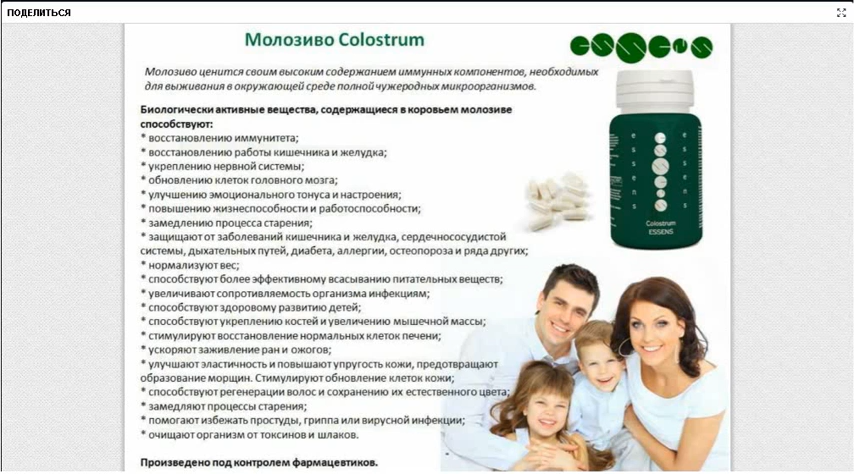 ПОДЕЛИТЬСЯ
Молозиво Colostrum
essens
Молозиво ценится своим высоким содержанием иммунных компонентов, необходимых
для выживания в окружающей среде полной чужеродных микроорганизмов.
Биологически активные вещества, содержащиеся в коровьем молозиве
способствуют:
* восстановлению иммунитета;
* восстановлению работы кишечника и желудка;
* укреплению нервной системы;
* обновлению клеток головного мозга;
* улучшению эмоционального тонуса и настроения;
* повышению жизнеспособности и работоспособности;
* замедлению процесса старения;
* защищают от заболеваний кишечника и желудка, сердечнососудистой
системы, дыхательных путей, диабета, аллергии, остеопороза и ряда других;
* нормализуют вес;
* способствуют более эффективному всасыванию питательных веществ;
* увеличивают сопротивляемость организма инфекциям;
* способствуют здоровому развитию детей;
* способствуют укреплению костей и увеличению мышечной массы;
* стимулируют восстановление нормальных клеток печени;
* ускоряют заживление ран и ожогов;
* улучшают эластичность и повышают упругость кожи, предотвращают
образование морщин. Стимулируют обновление клеток кожи;
* способствуют регенерации волос и сохранению их естественного цвета;
* замедляют процессы старения;
* помогают избежать простуды, гриппа или вирусной инфекции;
* очищают организм от токсинов и шлаков.
Произведено под контролем фармацевтиков.
essens
essens
essens
Colostrum
ESSENS